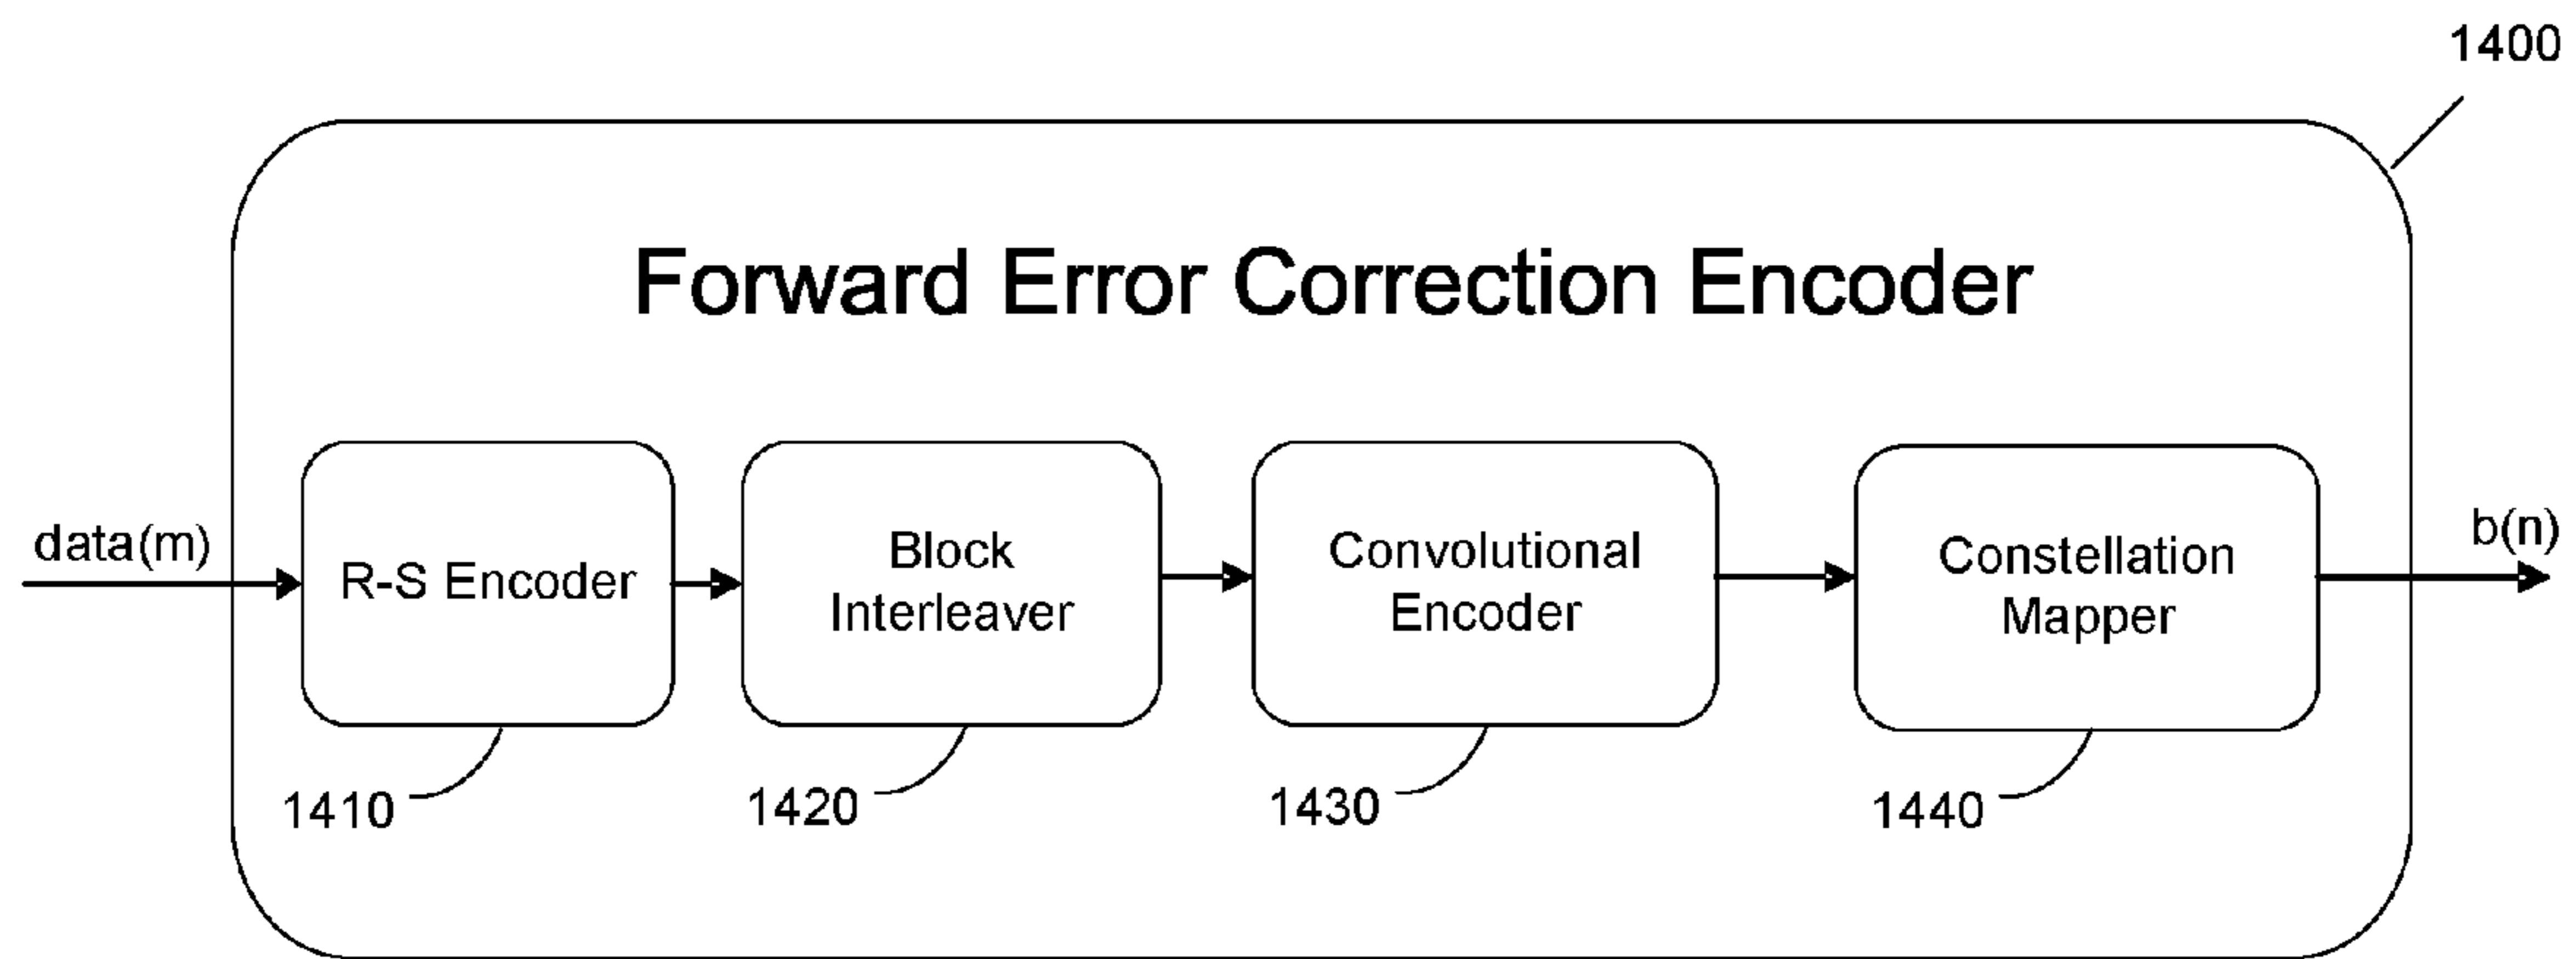 1400
Forward Error Correction Encoder
data(m)
R-S Encoder
Block
Interleaver
Convolutional
Encoder
Constellation
Mapper
b(n)
1410
1420
1430
1440